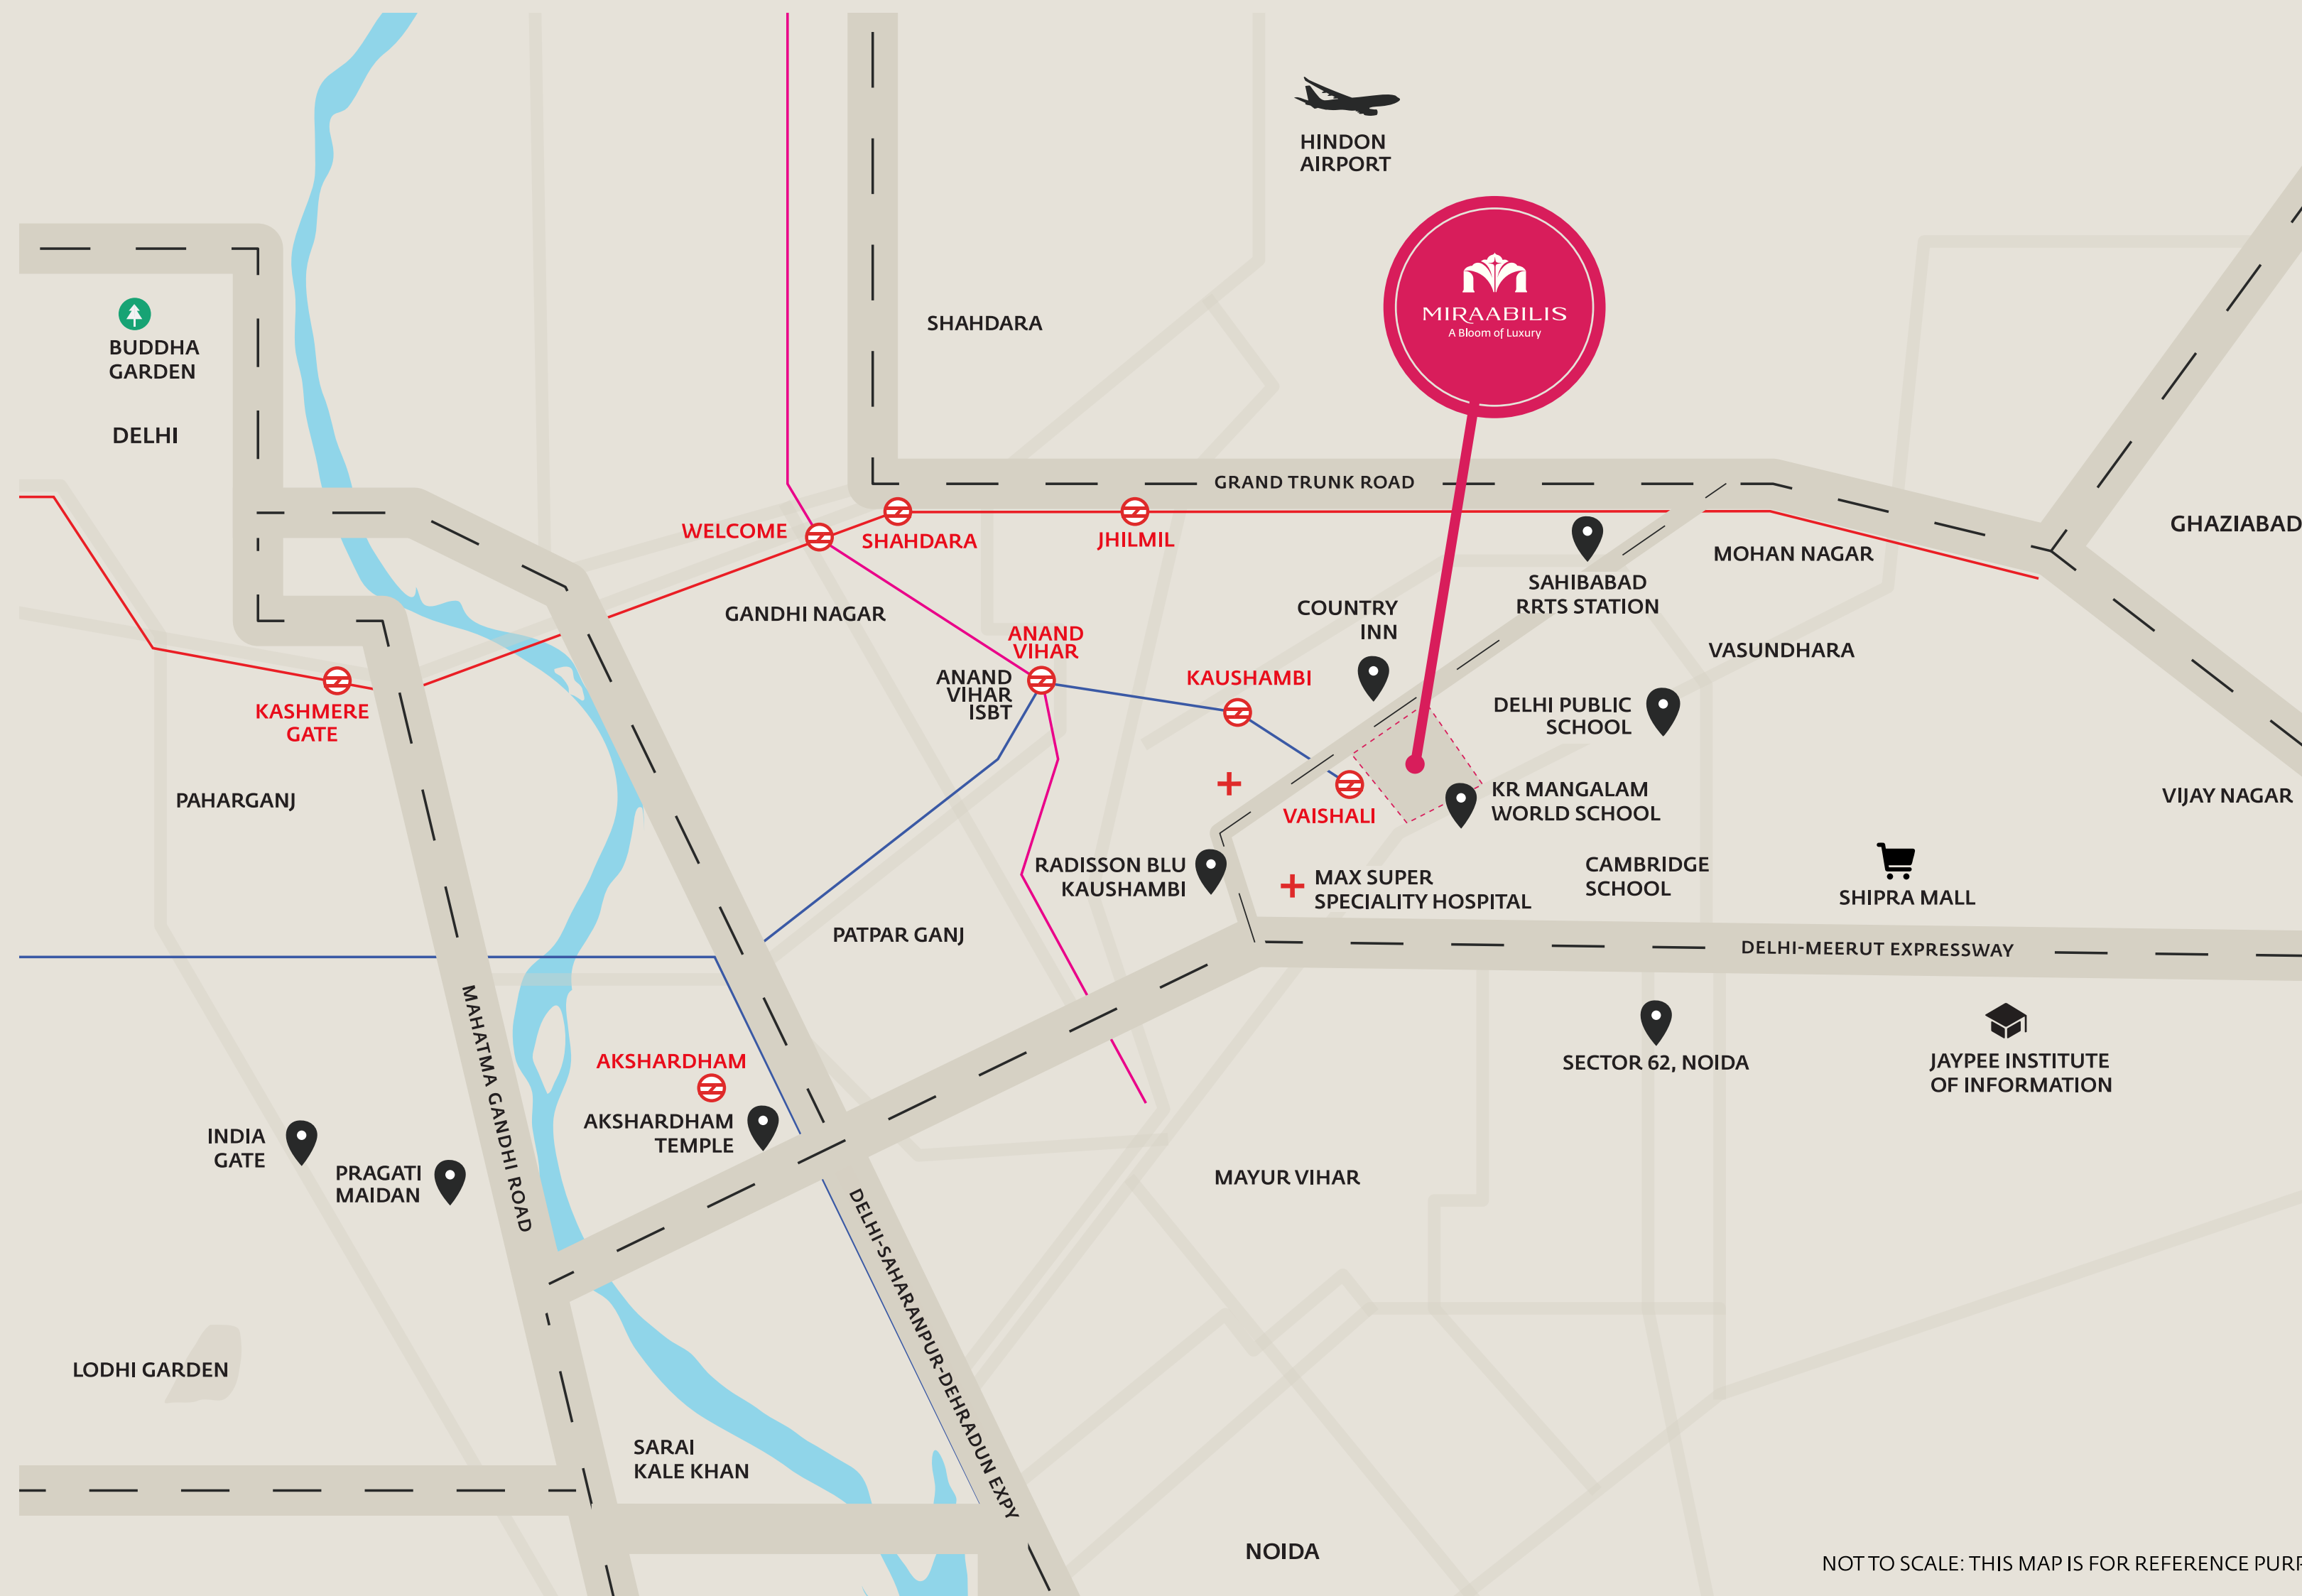 HINDON
AIRPORT
MIRAABILIS
A Bloom of Luxury
SHAHDARA
BUDDHA
GARDEN
DELHI
GRAND TRUNK ROAD
GHAZIABAD
WELCOME
SHAHDARA
JHILMIL
MOHAN NAGAR
SAHIBABAD
RRTS STATION
GANDHI NAGAR
COUNTRY
INN
ANAND
VIHAR
VASUNDHARA
ANAND
VIHAR
ISBT
KAUSHAMBI
KASHMERE
GATE
DELHI PUBLIC
SCHOOL
PAHARGANJ
VAISHALI
KR MANGALAM
WORLD SCHOOL
VIJAY NAGAR
RADISSON BLU
KAUSHAMBI
MAX SUPER
SPECIALITY HOSPITAL
CAMBRIDGE
SCHOOL
SHIPRA MALL
PATPAR GANJ
DELHI-MEERUT EXPRESSWAY
MAHATMA GANDHI ROAD
AKSHARDHAM
AKSHARDHAM
TEMPLE
SECTOR 62, NOIDA
JAYPEE INSTITUTE
OF INFORMATION
INDIA
GATE
PRAGATI
MAIDAN
MAYUR VIHAR
DELHI-SAHARANPUR-DEHRADUN EXPY
LODHI GARDEN
SARAI
KALE KHAN
NOIDA
NOT TO SCALE: THIS MAP IS FOR REFERENCE